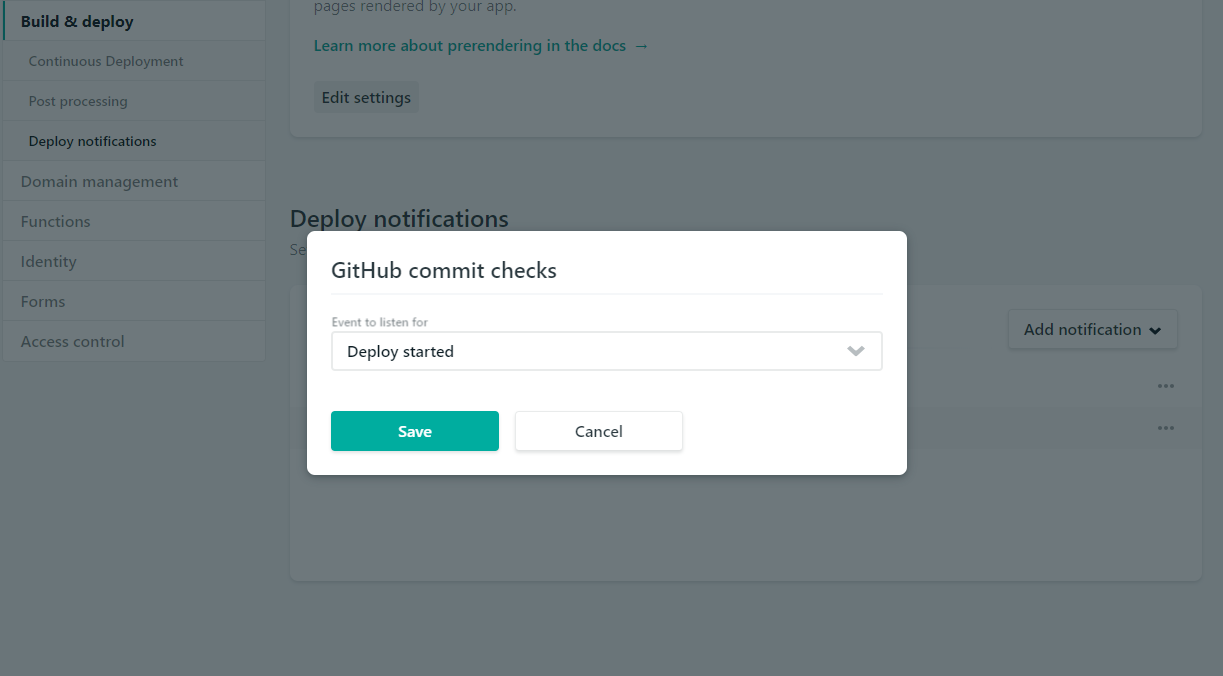 Build & deploy
Continuous Deployment
Post processing
Deploy notifications
Domain management
Functions
Identity
Forms
Access control
pages rendered by your app.
Learn more about prerendering in the docs →
Edit settings
Deploy notifications
Add notification
GitHub commit checks
Event to listen for
Deploy started
Save
Cancel